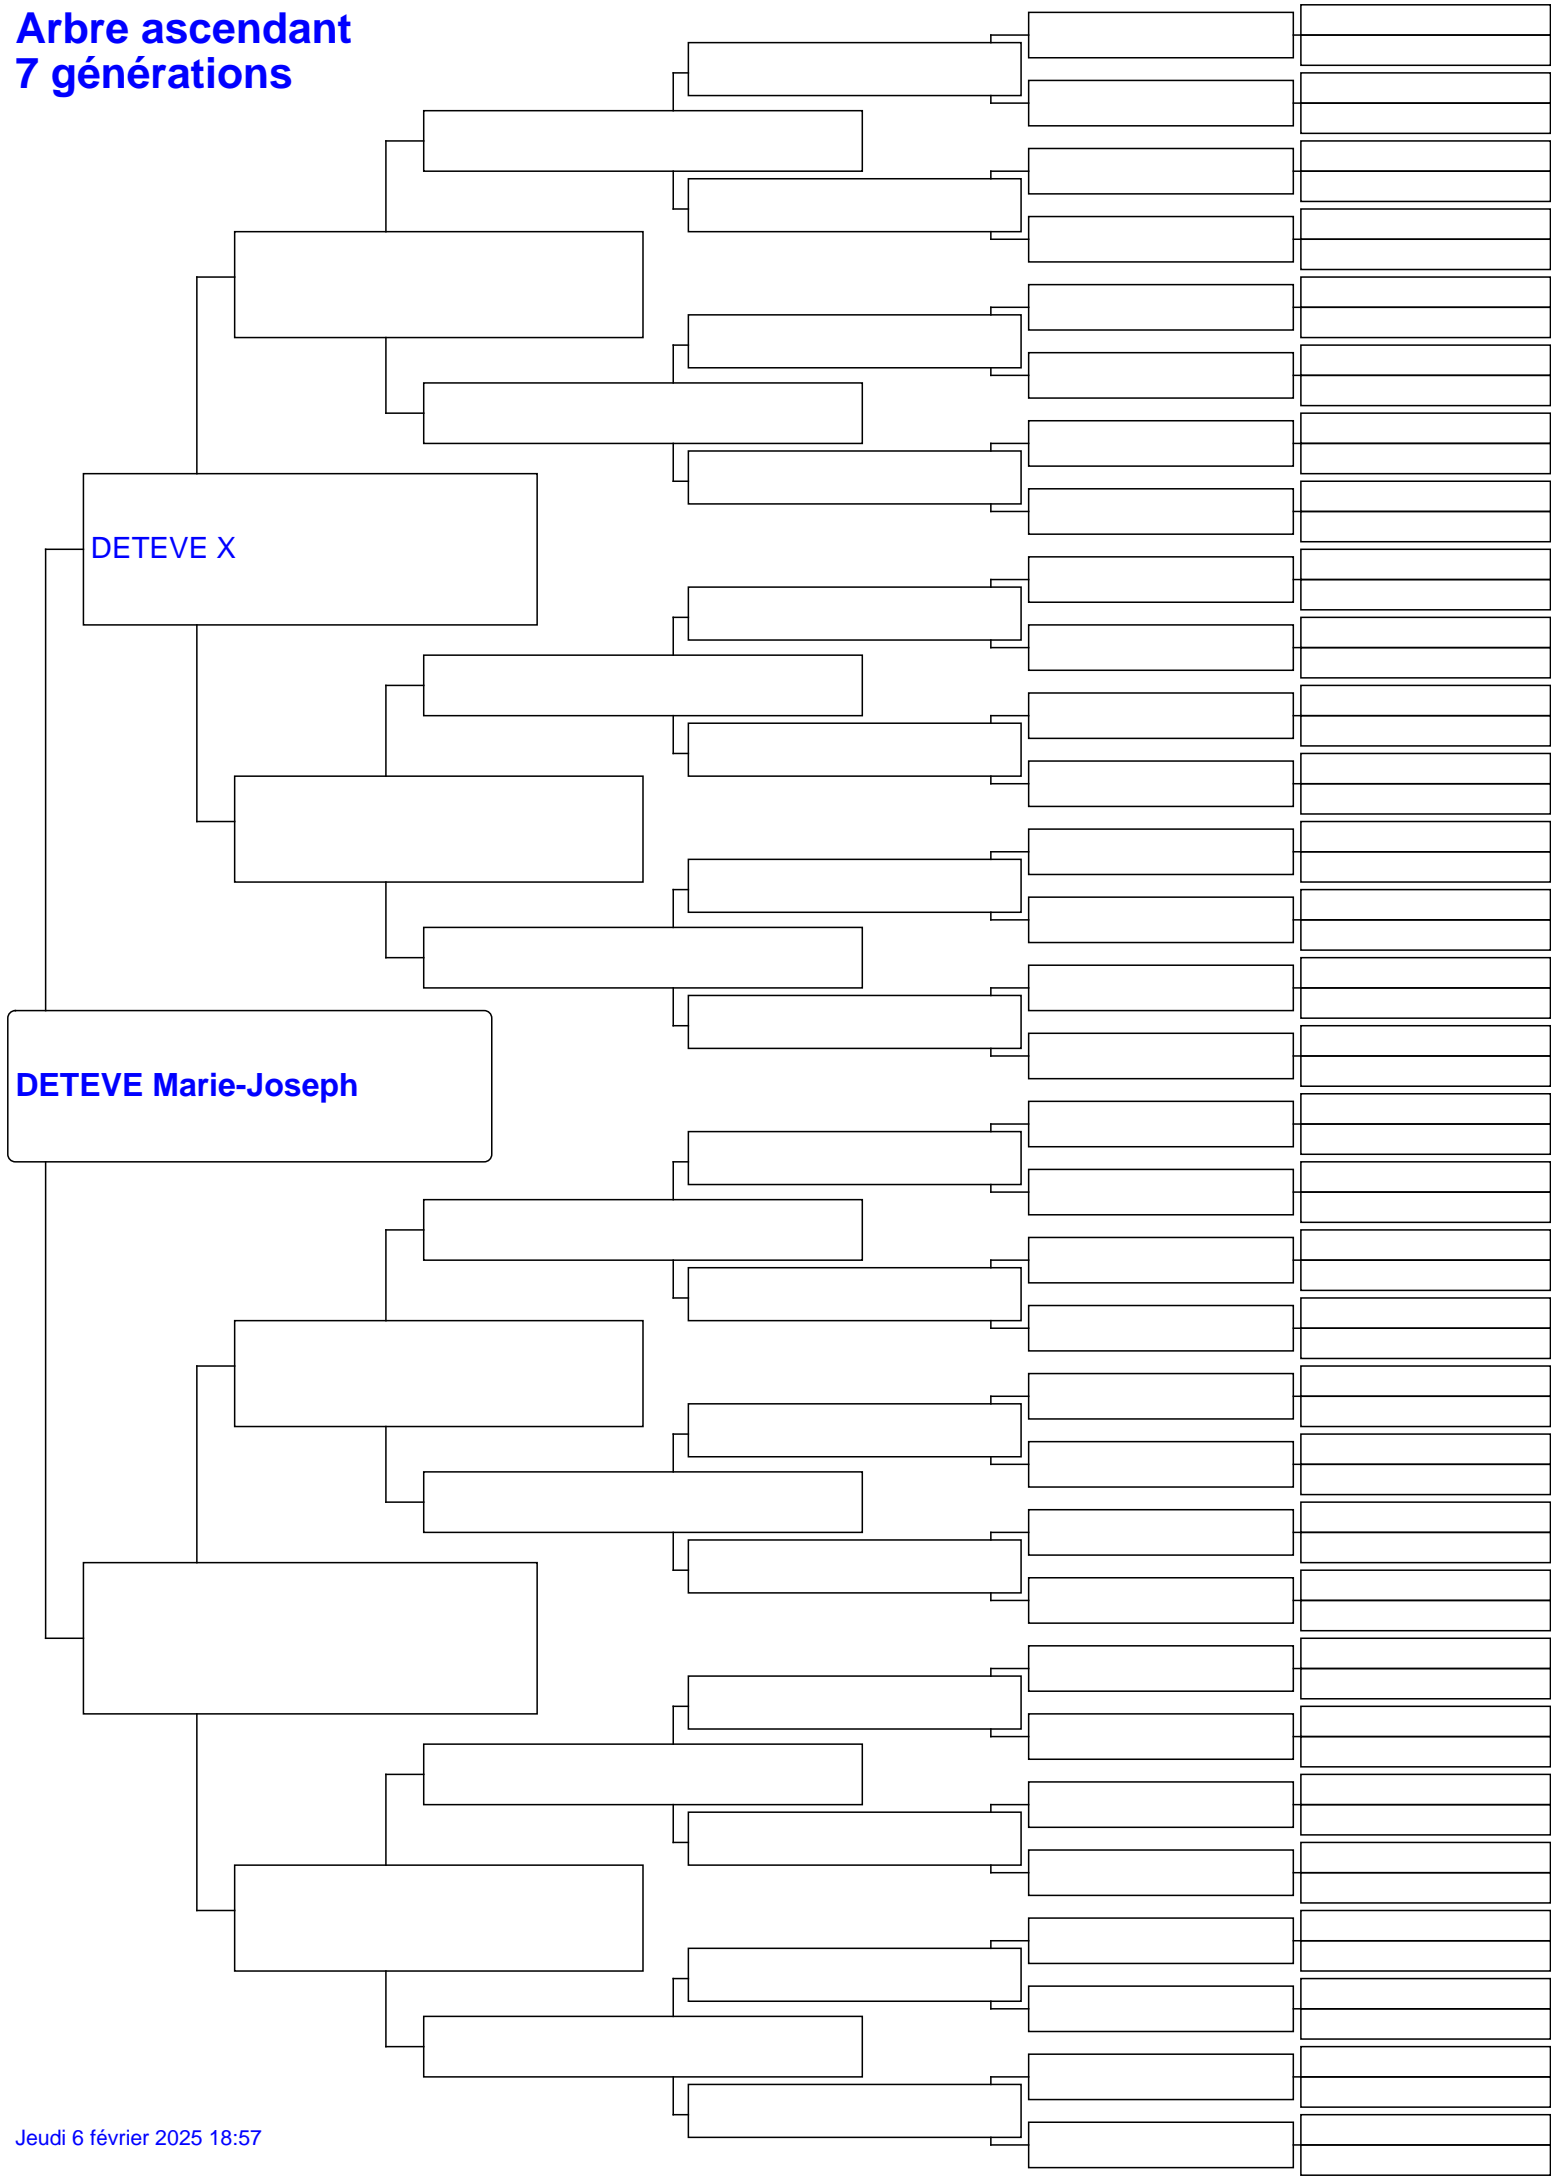 Arbre ascendant
7 générations
DETEVE X
DETEVE Marie-Joseph
Jeudi 6 février 2025 18:57